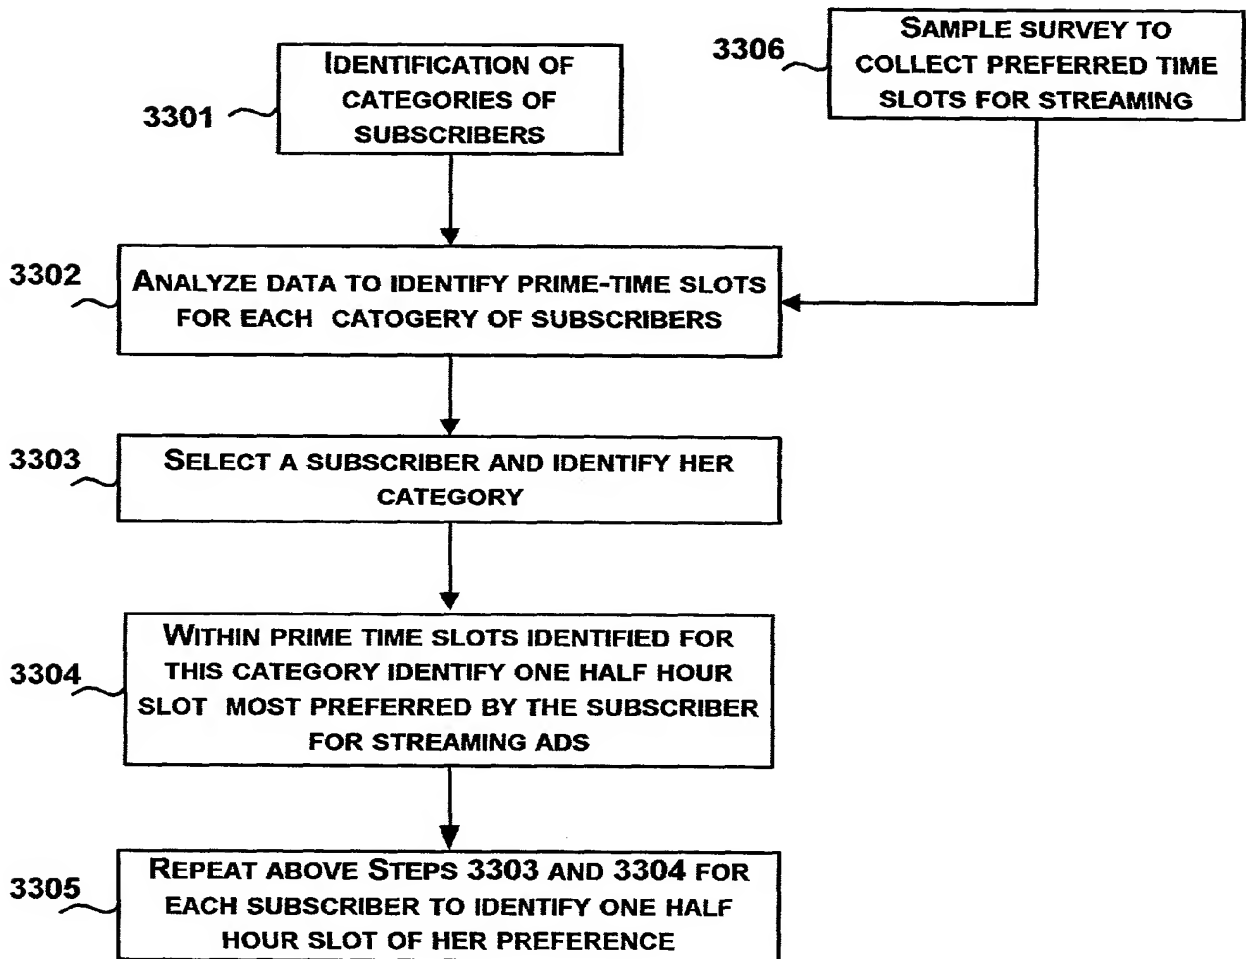 3301
IDENTIFICATION OF
CATEGORIES OF
SUBSCRIBERS
3306
SAMPLE SURVEY TO
COLLECT PREFERRED TIME
SLOTS FOR STREAMING
3302
ANALYZE DATA TO IDENTIFY PRIME-TIME SLOTS
FOR EACH CATOGERY OF SUBSCRIBERS
3303
SELECT A SUBSCRIBER AND IDENTIFY HER
CATEGORY
3304
WITHIN PRIME TIME SLOTS IDENTIFIED FOR
THIS CATEGORY IDENTIFY ONE HALF HOUR
SLOT MOST PREFERRED BY THE SUBSCRIBER
FOR STREAMING ADS
3305
REPEAT ABOVE STEPS 3303 AND 3304 FOR
EACH SUBSCRIBER TO IDENTIFY ONE HALF
HOUR SLOT OF HER PREFERENCE